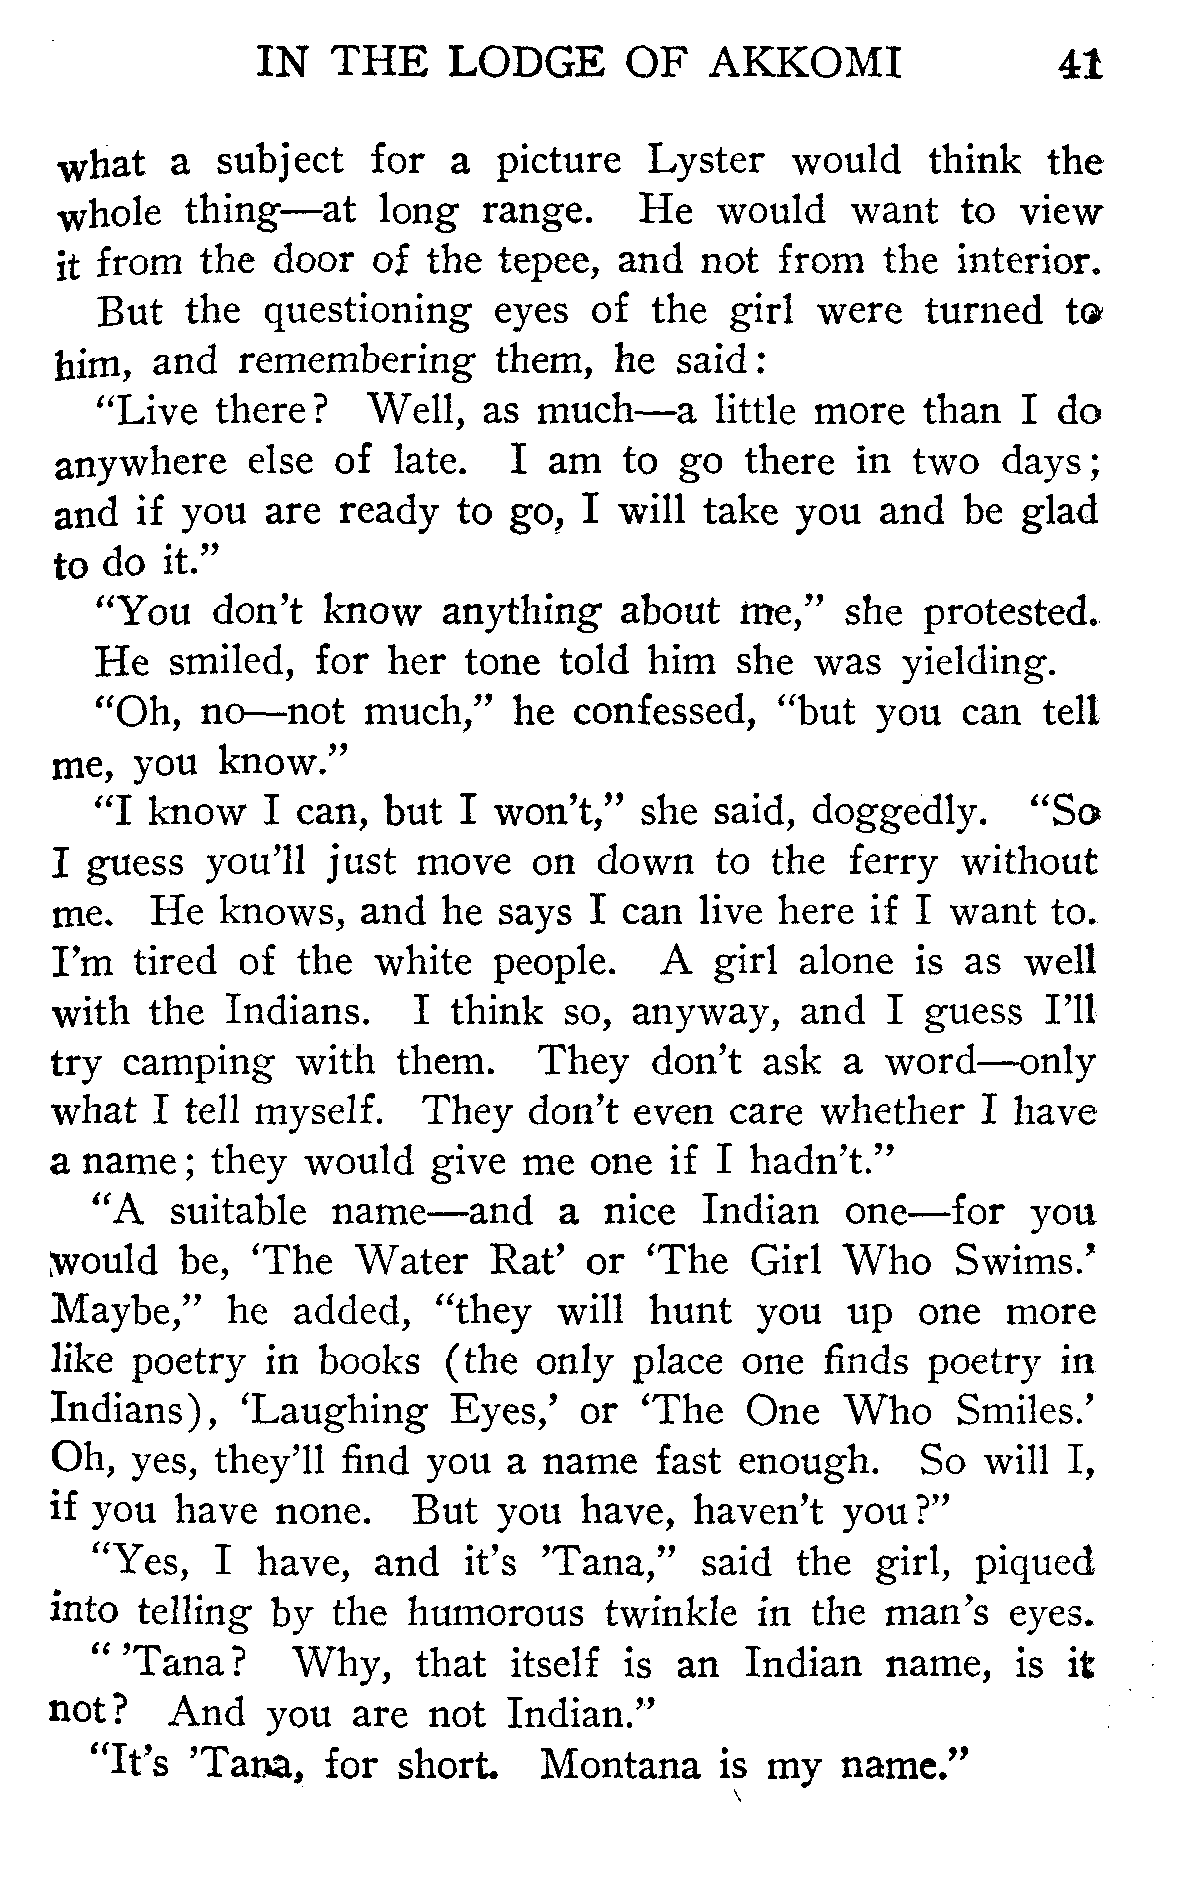 IN THE LODGE OF AKKOMI 41
what a subject for a picture Lyster would think the
whole thing—at long range. He would want to view
it from the door of the tepee, and not from the interior.
But the questioning eyes of the girl were turned to
him, and remembering them, he said:
“Live there? Well, as much—a little more than I do
anywhere else of late. I am to go there in two days;
and if you are ready to go, I will take you and be glad
to do it.”
“You don’t know anything about me,” she protested.
He smiled, for her tone told him she was yielding.
“Oh, no—not much,” he confessed, “but you can tell
me, you know.”
“I know I can, but I won’t,” she said, doggedly. “So
I guess you’ll just move on down to the ferry without
me. He knows, and he says I can live here if I want to.
I’m tired of the white people. A girl alone is as well
with the Indians. I think so, anyway, and I guess I’ll
try camping with them. They don’t ask a word—only
what I tell myself. They don’t even care whether I have
a name; they would give me one if I hadn’t.”
“A suitable name—and a nice Indian one—for you
would be, ‘The Water Rat’ or ‘The Girl Who Swims.’
Maybe,” he added, “they will hunt you up one more
like poetry in books (the only place one finds poetry in
Indians), ‘Laughing Eyes,’ or ‘The One Who Smiles.’
Oh, yes, they’ll find you a name fast enough. So will I,
if you have none. But you have, haven’t you?”
“Yes, I have, and it’s ’Tana,” said the girl, piqued
into telling by the humorous twinkle in the man’s eyes.
“ ’Tana? Why, that itself is an Indian name, is it
not? And you are not Indian.”
“It’s ’Tana, for short. Montana is my name.”